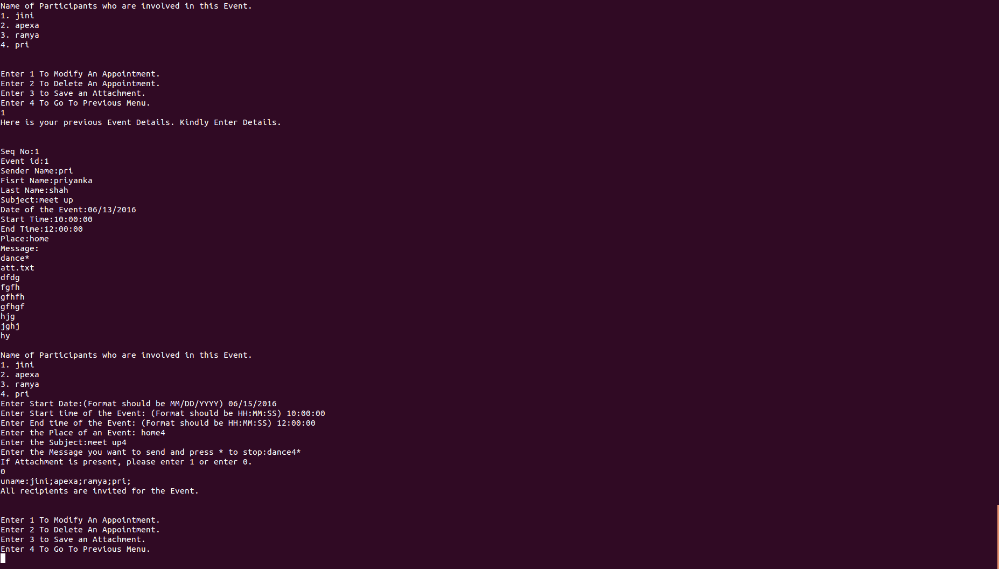 Name of Participants who are involved in this Event.
1. jini
2. apexa
3. ramya
4. pri
Enter 1 To Modify An Appointment.
Enter 2 To Delete An Appointment.
Enter 3 to Save an Attachment.
Enter 4 To Go To Previous Menu.
1
Here is your previous Event Details. Kindly Enter Details.
Seq No:1
Event id:1
Sender Name:pri
Fisrt Name:priyanka
Last Name:shah
Subject:meet up
Date of the Event:06/13/2016
Start Time:10:00:00
End Time:12:00:00
Place:home
Message:
dance*
att.txt
dfdg
fgfh
gfhfh
gfhgf
hjg
jghj
hy
Name of Participants who are involved in this Event.
1. jini
2. apexa
3. ramya
4. pri
Enter Start Date:(Format should be MM/DD/YYYY) 06/15/2016
Enter Start time of the Event: (Format should be HH:MM:SS) 10:00:00
Enter End time of the Event: (Format should be HH:MM:SS) 12:00:00
Enter the Place of an Event: home4
Enter the Subject:meet up4
Enter the Message you want to send and press * to stop:dance4*
If Attachment is present, please enter 1 or enter 0.
0
uname:jini;apexa;ramya;pri;
All recipients are invited for the Event.
Enter 1 To Modify An Appointment.
Enter 2 To Delete An Appointment.
Enter 3 to Save an Attachment.
Enter 4 To Go To Previous Menu.